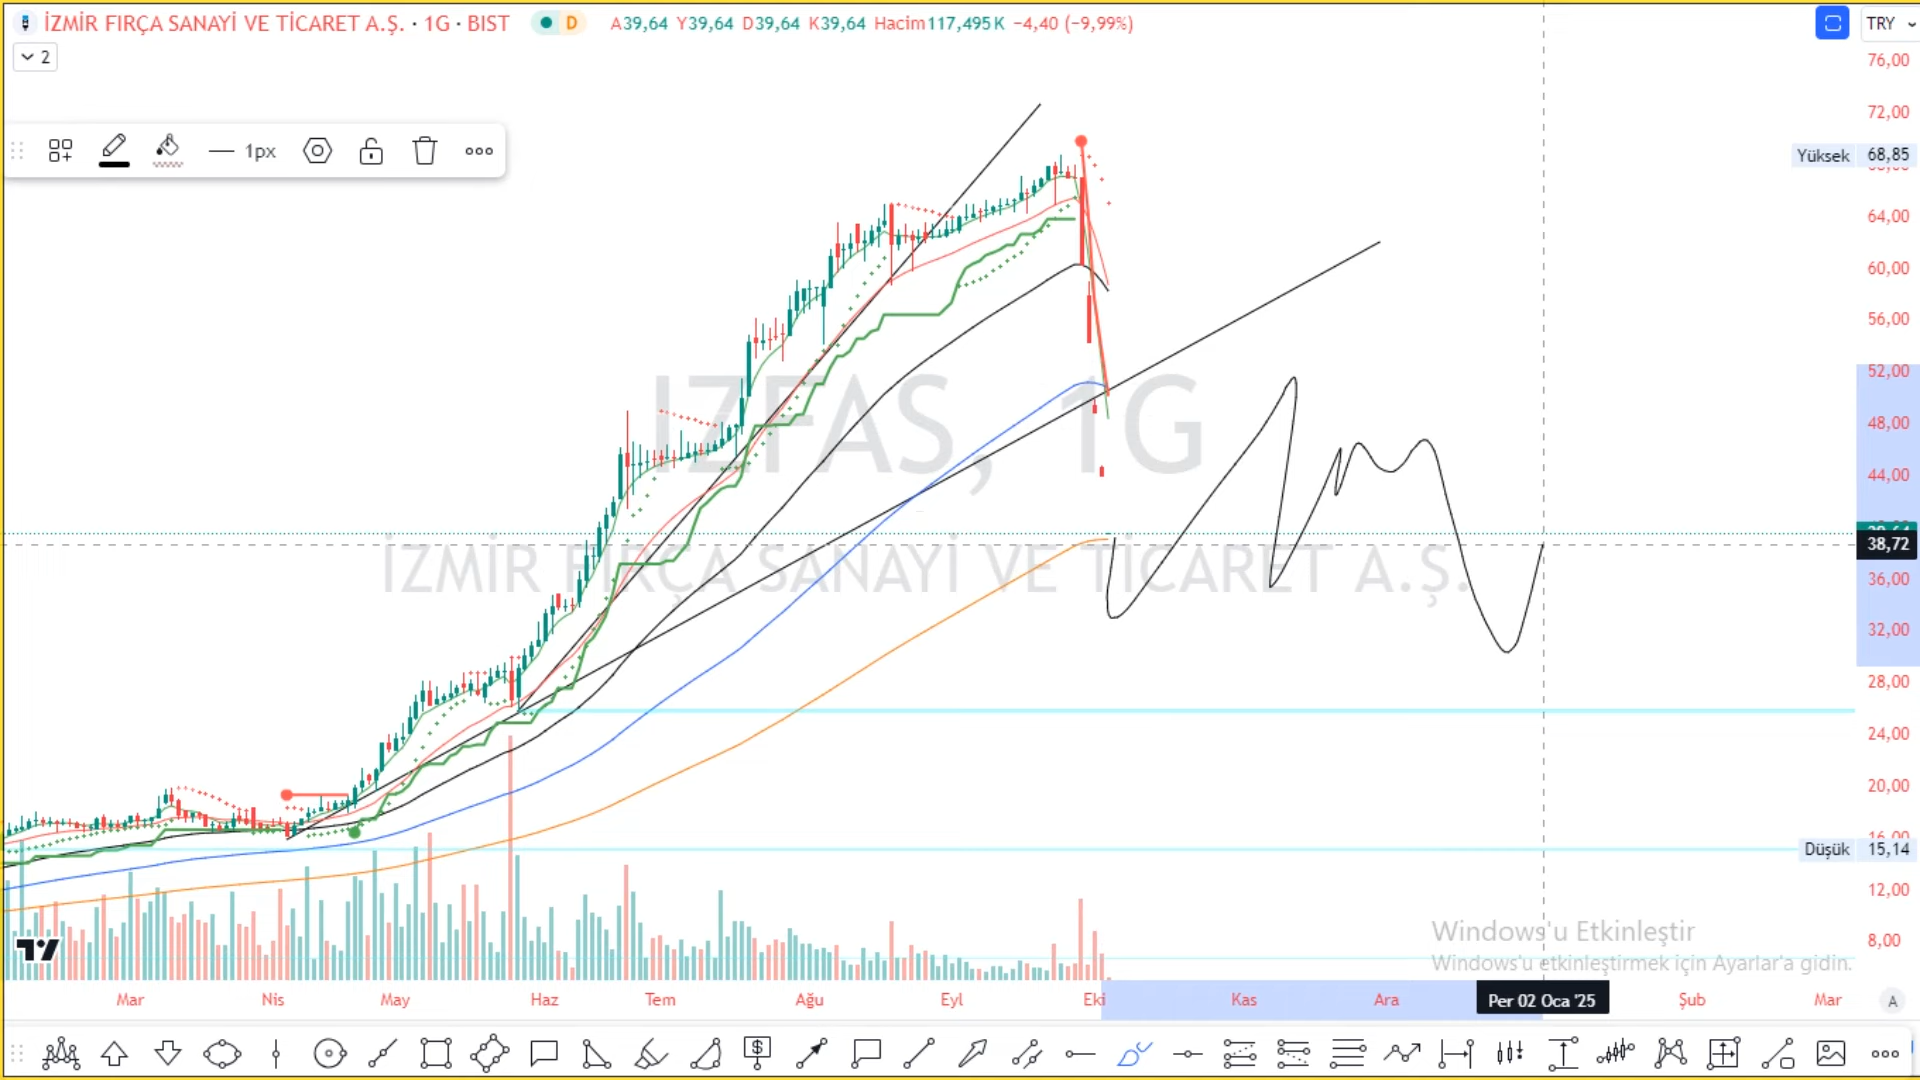 İZMİR FIRÇA SANAYİ VE TİCARET A.Ş. · 1G · BIST D A39,64 Y39,64 D39,64 K39,64 Hacim117,495K −4,40 (−9,99%)
TRY
2
1px
76,00
72,00
Yüksek 68,85
64,00
60,00
56,00
52,00
48,00
44,00
38,72
36,00
32,00
28,00
24,00
20,00
16,00
Düşük 15,14
12,00
8,00
IZFAS, 1G
İZMİR FIRÇA SANAYİ VE TİCARET A.Ş.
Windows'u Etkinleştir
Windows'u etkinleştirmek için Ayarlar'a gidin.
Mar Nis May Haz Tem Ağu Eyl Eki Kas Ara Per 02 Oca '25 Şub Mar A